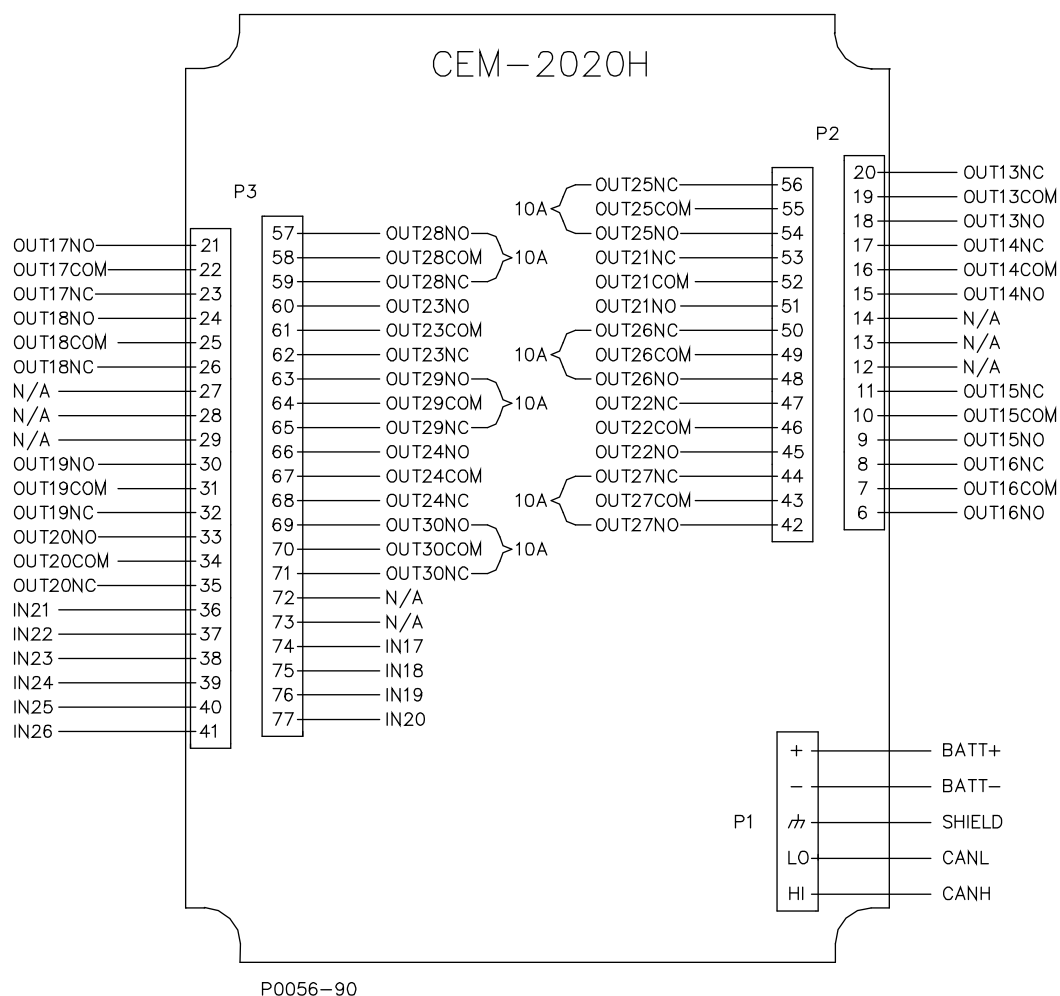 CEM-2020H
P2
P3
OUT17NO 21
OUT17COM 22
OUT17NC 23
OUT18NO 24
OUT18COM 25
OUT18NC 26
N/A 27
N/A 28
N/A 29
OUT19NO 30
OUT19COM 31
OUT19NC 32
OUT20NO 33
OUT20COM 34
OUT20NC 35
IN21 36
IN22 37
IN23 38
IN24 39
IN25 40
IN26 41
57 OUT28NO
58 OUT28COM 10A
59 OUT28NC
60 OUT23NO
61 OUT23COM
62 OUT23NC
63 OUT29NO
64 OUT29COM 10A
65 OUT29NC
66 OUT24NO
67 OUT24COM
68 OUT24NC
69 OUT30NO
70 OUT30COM 10A
71 OUT30NC
72 N/A
73 N/A
74 IN17
75 IN18
76 IN19
77 IN20
OUT25NC 56
10A OUT25COM 55
OUT25NO 54
OUT21NC 53
OUT21COM 52
OUT21NO 51
OUT26NC 50
10A OUT26COM 49
OUT26NO 48
OUT22NC 47
OUT22COM 46
OUT22NO 45
OUT27NC 44
10A OUT27COM 43
OUT27NO 42
20 OUT13NC
19 OUT13COM
18 OUT13NO
17 OUT14NC
16 OUT14COM
15 OUT14NO
14 N/A
13 N/A
12 N/A
11 OUT15NC
10 OUT15COM
9 OUT15NO
8 OUT16NC
7 OUT16COM
6 OUT16NO
P1
+ BATT+
− BATT−
SHIELD
LO CANL
HI CANH
P0056-90